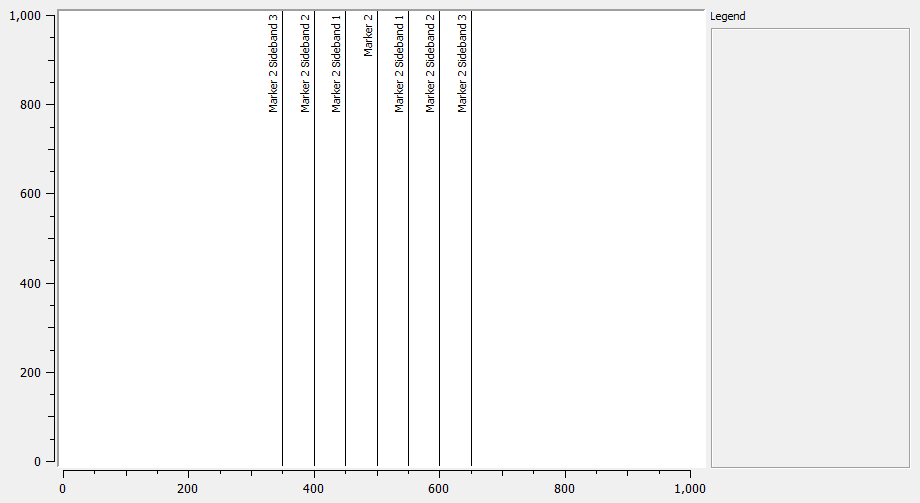 1,000
800
600
400
200
0
Marker 2 Sideband 3
Marker 2 Sideband 2
Marker 2 Sideband 1
Marker 2
Marker 2 Sideband 1
Marker 2 Sideband 2
Marker 2 Sideband 3
0
200
400
600
800
1,000
Legend